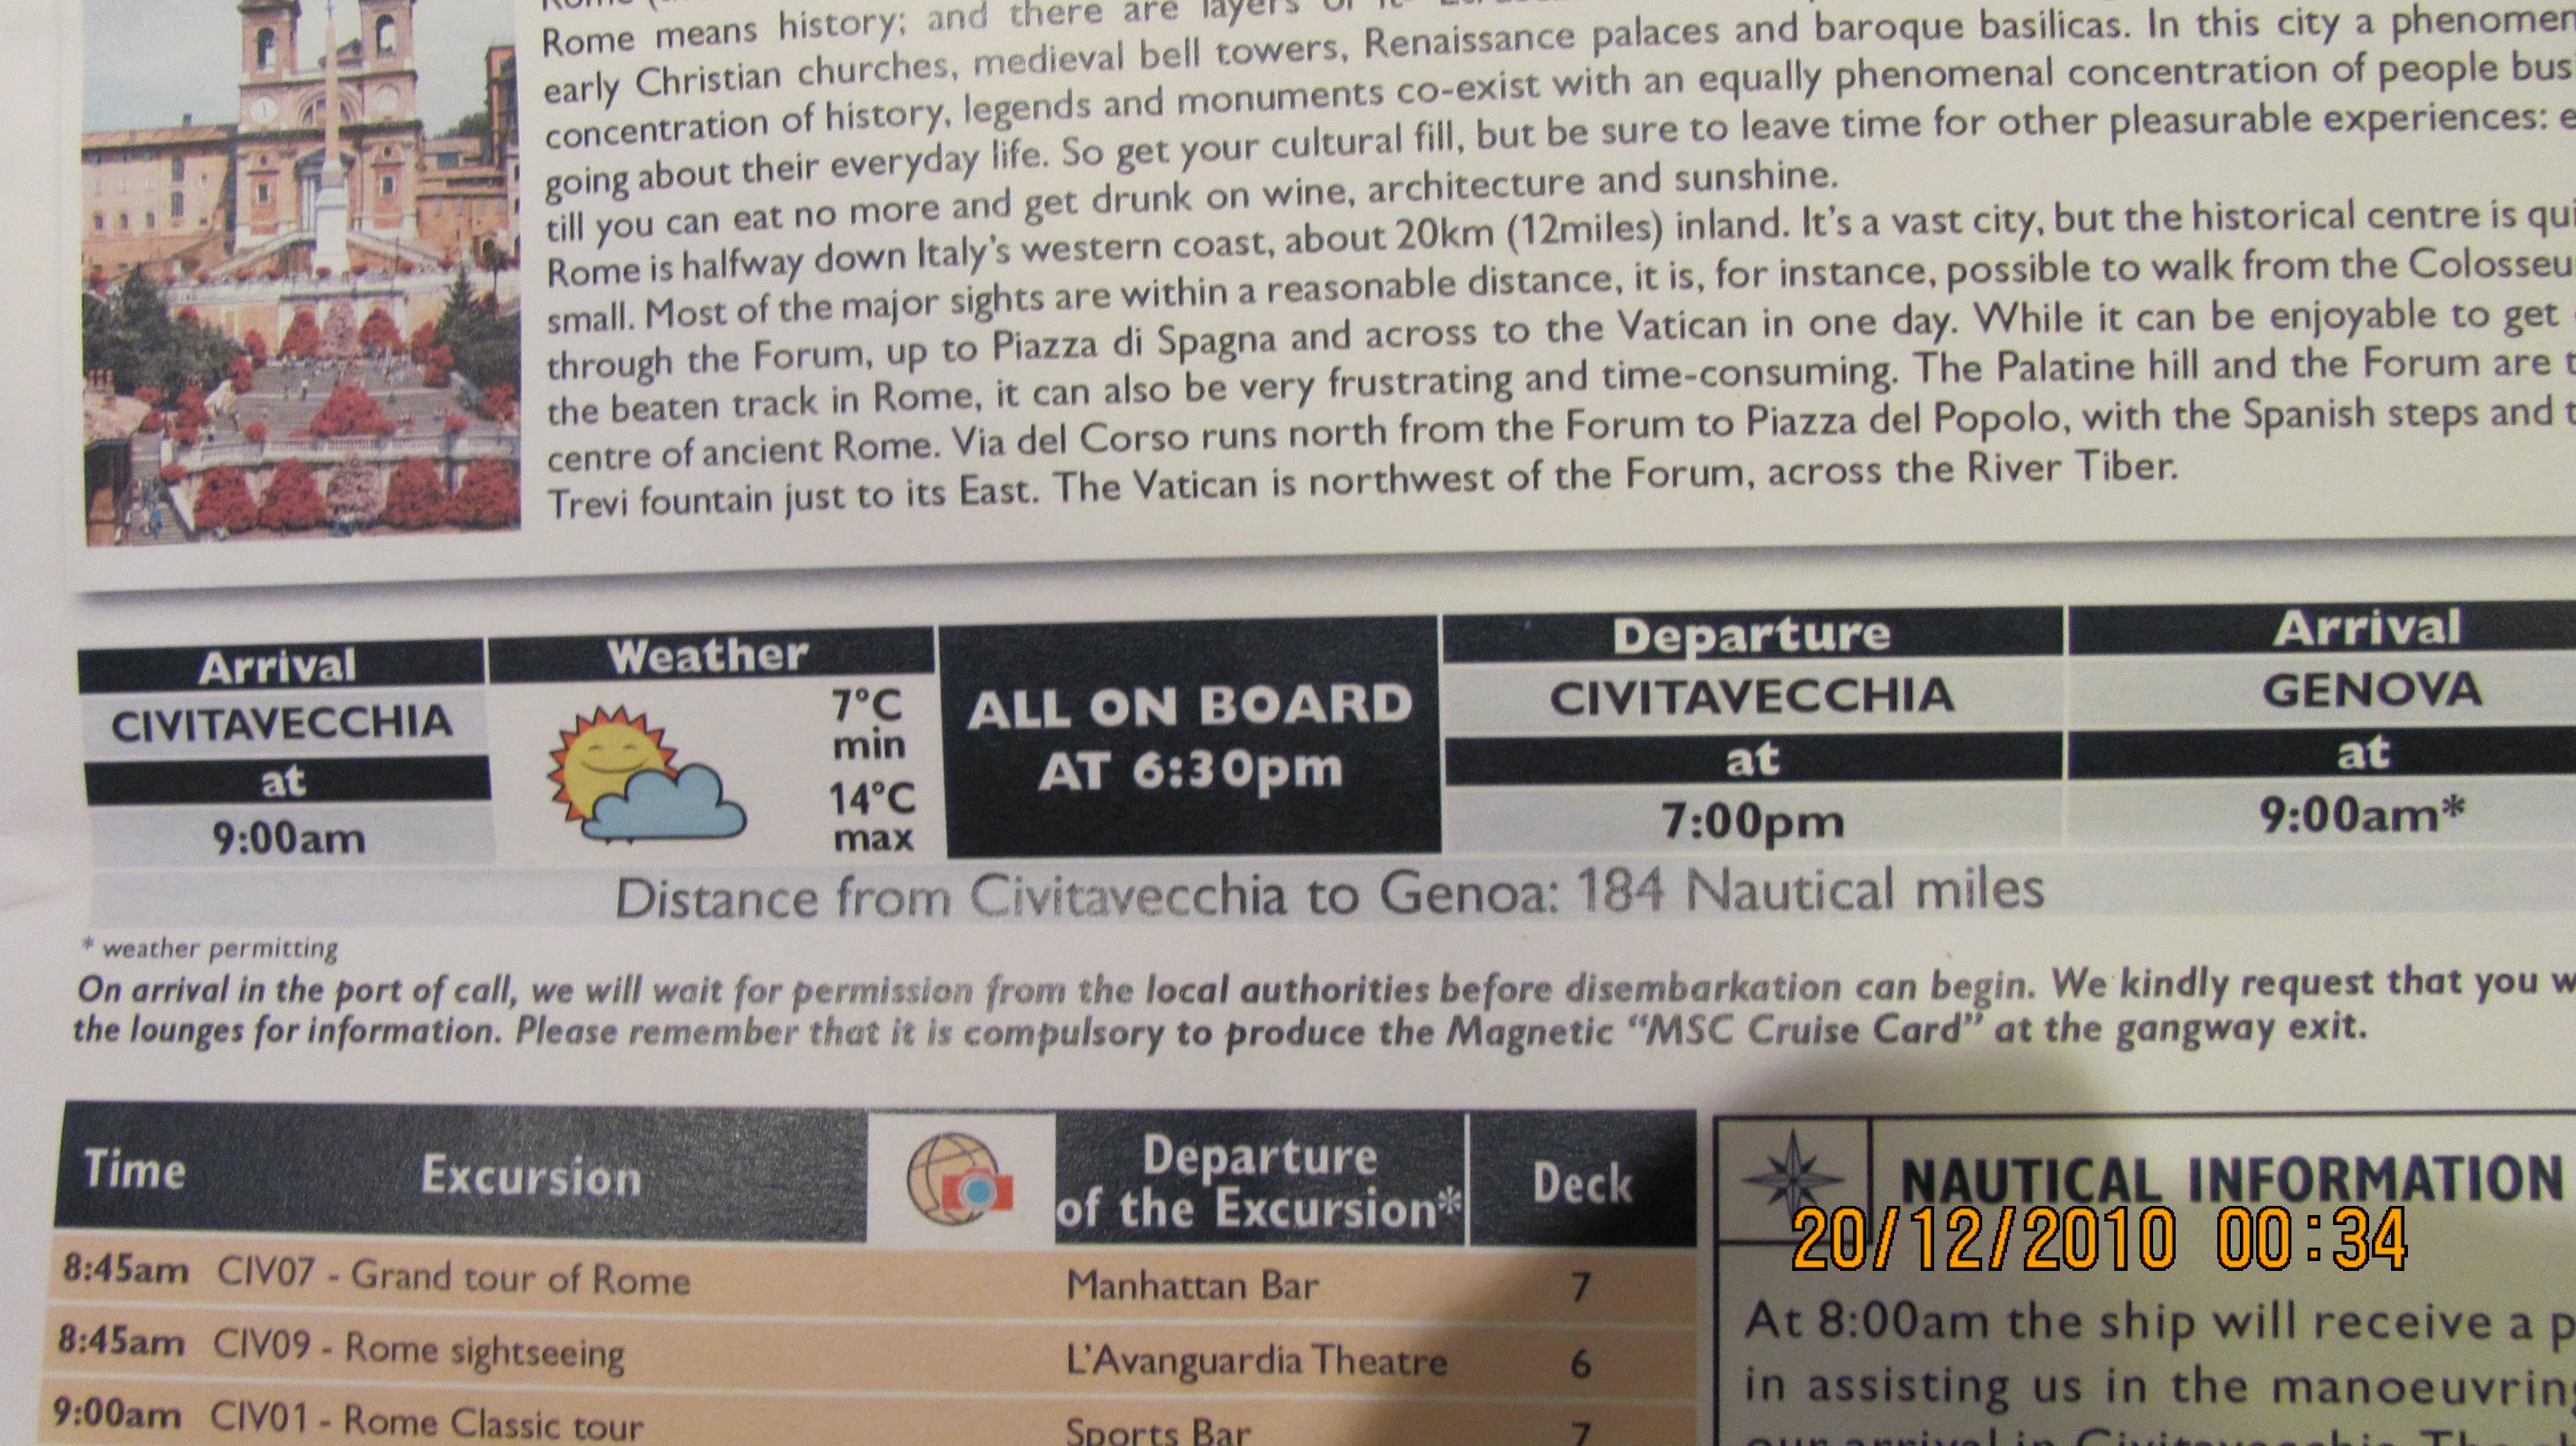 Rome means history; and there are layers of it
early Christian churches, medieval bell towers, Renaissance palaces and baroque basilicas. In this city a
concentration of history, legends and monuments co-exist with an equally phenomenal concentration of people
going about their everyday life. So get your cultural fill, but be sure to leave time for other pleasurable experiences:
till you can eat no more and get drunk on wine, architecture and sunshine.
Rome is halfway down Italy's western coast, about 20km (12miles) inland. It's a vast city, but the historical centre is
small. Most of the major sights are within a reasonable distance, it is, for instance, possible to walk from the
through the Forum, up to Piazza di Spagna and across to the Vatican in one day. While it can be enjoyable to get
the beaten track in Rome, it can also be very frustrating and time-consuming. The Palatine hill and the Forum are
centre of ancient Rome. Via del Corso runs north from the Forum to Piazza del Popolo, with the Spanish steps and
Trevi fountain just to its East. The Vatican is northwest of the Forum, across the River Tiber.
Arrival
CIVITAVECCHIA
at
9:00am
Weather
7°C
min
14°C
max
ALL ON BOARD
AT 6:30pm
Departure
CIVITAVECCHIA
at
7:00pm
Arrival
GENOVA
at
9:00am*
Distance from Civitavecchia to Genoa: 184 Nautical miles
* weather permitting
On arrival in the port of call, we will wait for permission from the local authorities before disembarkation can begin. We kindly request that you
the lounges for information. Please remember that it is compulsory to produce the Magnetic “MSC Cruise Card” at the gangway exit.
Time Excursion Departure of the Excursion* Deck
8:45am CIV07 - Grand tour of Rome Manhattan Bar 7
8:45am CIV09 - Rome sightseeing L'Avanguardia Theatre 6
9:00am CIV01 - Rome Classic tour Sports Bar 7
NAUTICAL INFORMATION
20/12/2010 00:34
At 8:00am the ship will receive a
in assisting us in the